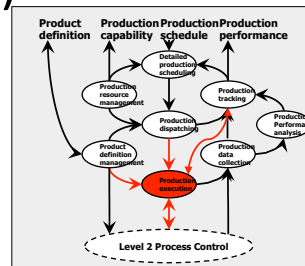 Product
definition
Production
capability
Production
schedule
Production
performance
Detailed
production
scheduling
Production
resource
management
Production
tracking
Production
dispatching
Production
Performa
analysis
Product
definition
management
Production
data
collection
Production
execution
Level 2 Process Control